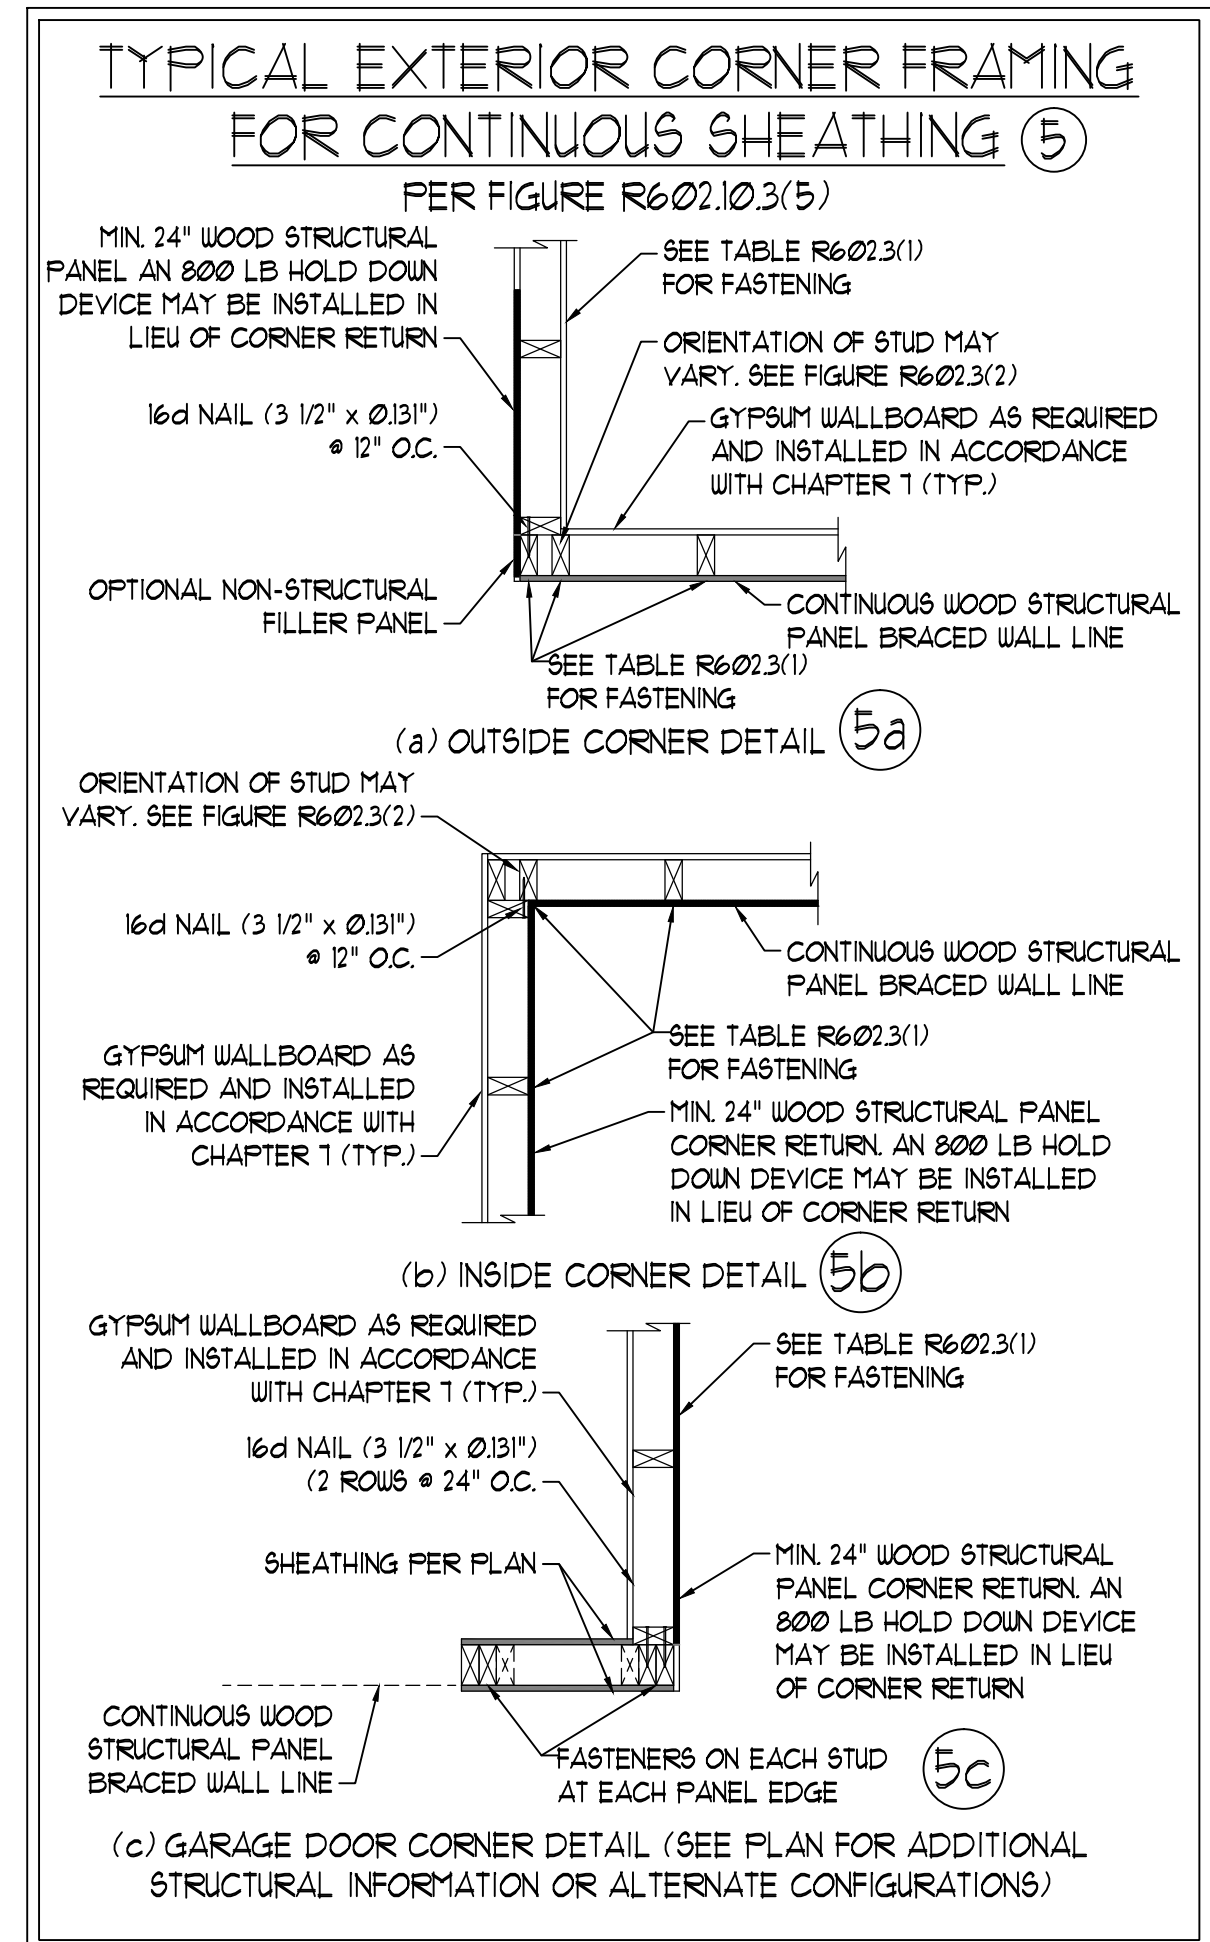 TYPICAL EXTERIOR CORNER FRAMING
FOR CONTINUOUS SHEATHING 5
PER FIGURE R602.10.3(5)
MIN. 24" WOOD STRUCTURAL
PANEL AN 800 LB HOLD DOWN
DEVICE MAY BE INSTALLED IN
LIEU OF CORNER RETURN
SEE TABLE R602.3(1)
FOR FASTENING
ORIENTATION OF STUD MAY
VARY. SEE FIGURE R602.3(2)
16d NAIL (3 1/2" x 0.131")
@ 12" O.C.
GYPSUM WALLBOARD AS REQUIRED
AND INSTALLED IN ACCORDANCE
WITH CHAPTER 7 (TYP.)
OPTIONAL NON-STRUCTURAL
FILLER PANEL
CONTINUOUS WOOD STRUCTURAL
PANEL BRACED WALL LINE
SEE TABLE R602.3(1)
FOR FASTENING
(a) OUTSIDE CORNER DETAIL 5a
ORIENTATION OF STUD MAY
VARY. SEE FIGURE R602.3(2)
16d NAIL (3 1/2" x 0.131")
@ 12" O.C.
CONTINUOUS WOOD STRUCTURAL
PANEL BRACED WALL LINE
SEE TABLE R602.3(1)
FOR FASTENING
GYPSUM WALLBOARD AS
REQUIRED AND INSTALLED
IN ACCORDANCE WITH
CHAPTER 7 (TYP.)
MIN. 24" WOOD STRUCTURAL PANEL
CORNER RETURN. AN 800 LB HOLD
DOWN DEVICE MAY BE INSTALLED
IN LIEU OF CORNER RETURN
(b) INSIDE CORNER DETAIL 5b
GYPSUM WALLBOARD AS REQUIRED
AND INSTALLED IN ACCORDANCE
WITH CHAPTER 7 (TYP.)
SEE TABLE R602.3(1)
FOR FASTENING
16d NAIL (3 1/2" x 0.131")
(2 ROWS @ 24" O.C.
SHEATHING PER PLAN
MIN. 24" WOOD STRUCTURAL
PANEL CORNER RETURN. AN
800 LB HOLD DOWN DEVICE
MAY BE INSTALLED IN LIEU
OF CORNER RETURN
CONTINUOUS WOOD
STRUCTURAL PANEL
BRACED WALL LINE
FASTENERS ON EACH STUD
AT EACH PANEL EDGE
5c
(c) GARAGE DOOR CORNER DETAIL (SEE PLAN FOR ADDITIONAL
STRUCTURAL INFORMATION OR ALTERNATE CONFIGURATIONS)